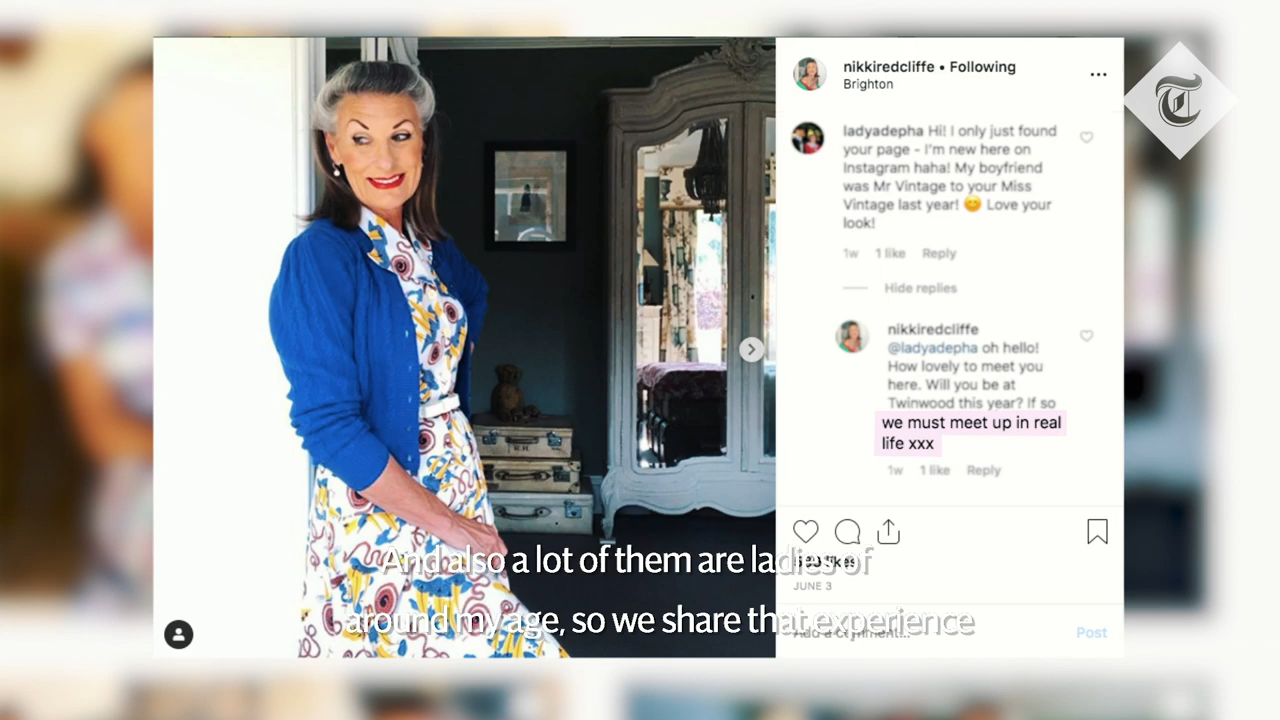 nikkiredcliffe • Following
Brighton
ladyadepha Hi! I only just found
your page - I'm new here on
Instagram haha! My boyfriend
was Mr Vintage to your Miss
Vintage last year! 😊 Love your
look!
1w 1 like Reply
Hide replies
nikkiredcliffe
@ladyadepha oh hello!
How lovely to meet you
here. Will you be at
Twinwood this year? If so
we must meet up in real
life xxx
1w 1 like Reply
likes
JUNE 3
Add a comment...
Post
And also a lot of them are ladies of
around my age, so we share that experience
T